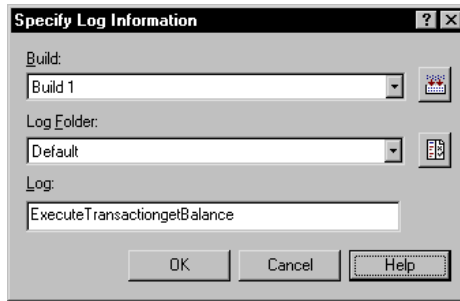 Specify Log Information
Build:
Build 1
Log Folder:
Default
Log:
ExecuteTransactiongetBalance
OK Cancel Help